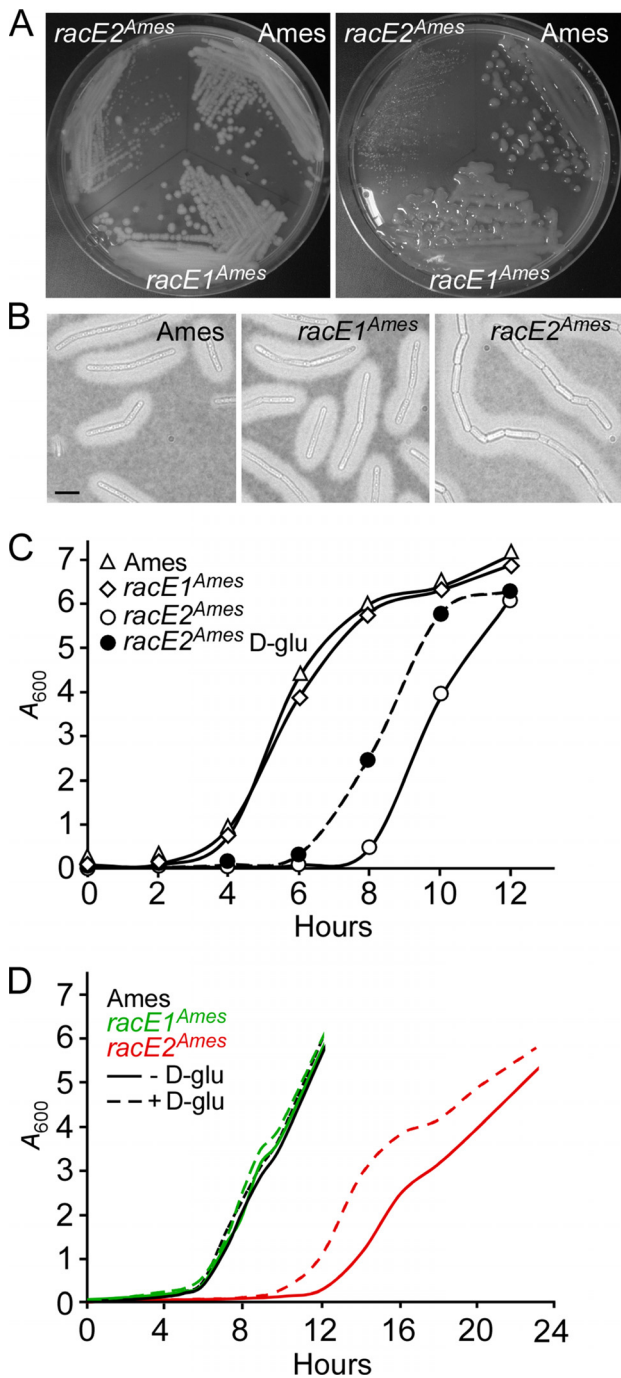 A
racE2Ames Ames
racE1Ames
racE2Ames Ames
racE1Ames
B
Ames
racE1Ames
racE2Ames
C
Ames
racE1Ames
racE2Ames
racE2Ames D-glu
7
6
5
4
3
2
1
0
A600
0 2 4 6 8 10 12
Hours
D
Ames
racE1Ames
racE2Ames
- D-glu
+ D-glu
7
6
5
4
3
2
1
0
A600
0 4 8 12 16 20 24
Hours